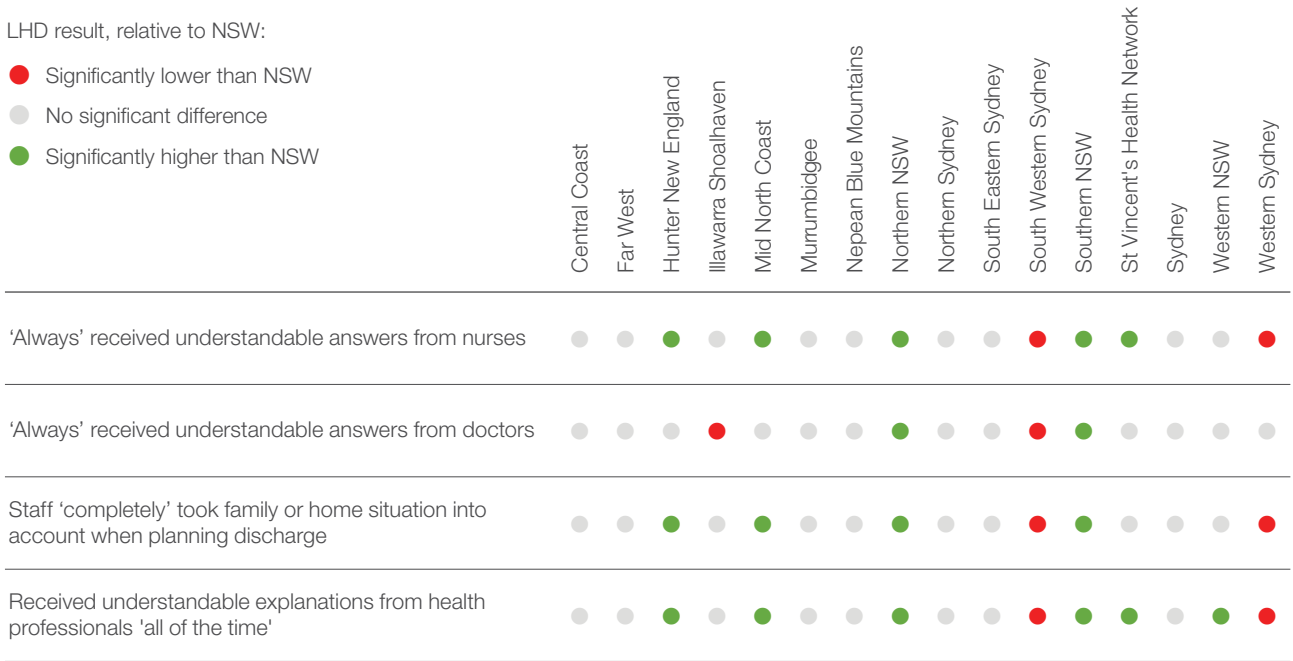 LHD result, relative to NSW:
Significantly lower than NSW
No significant difference
Significantly higher than NSW
Central Coast
Far West
Hunter New England
Illawarra Shoalhaven
Mid North Coast
Murrumbidgee
Nepean Blue Mountains
Northern NSW
Northern Sydney
South Eastern Sydney
South Western Sydney
Southern NSW
St Vincent's Health Network
Sydney
Western NSW
Western Sydney
‘Always’ received understandable answers from nurses
‘Always’ received understandable answers from doctors
Staff ‘completely’ took family or home situation into
account when planning discharge
Received understandable explanations from health
professionals 'all of the time'